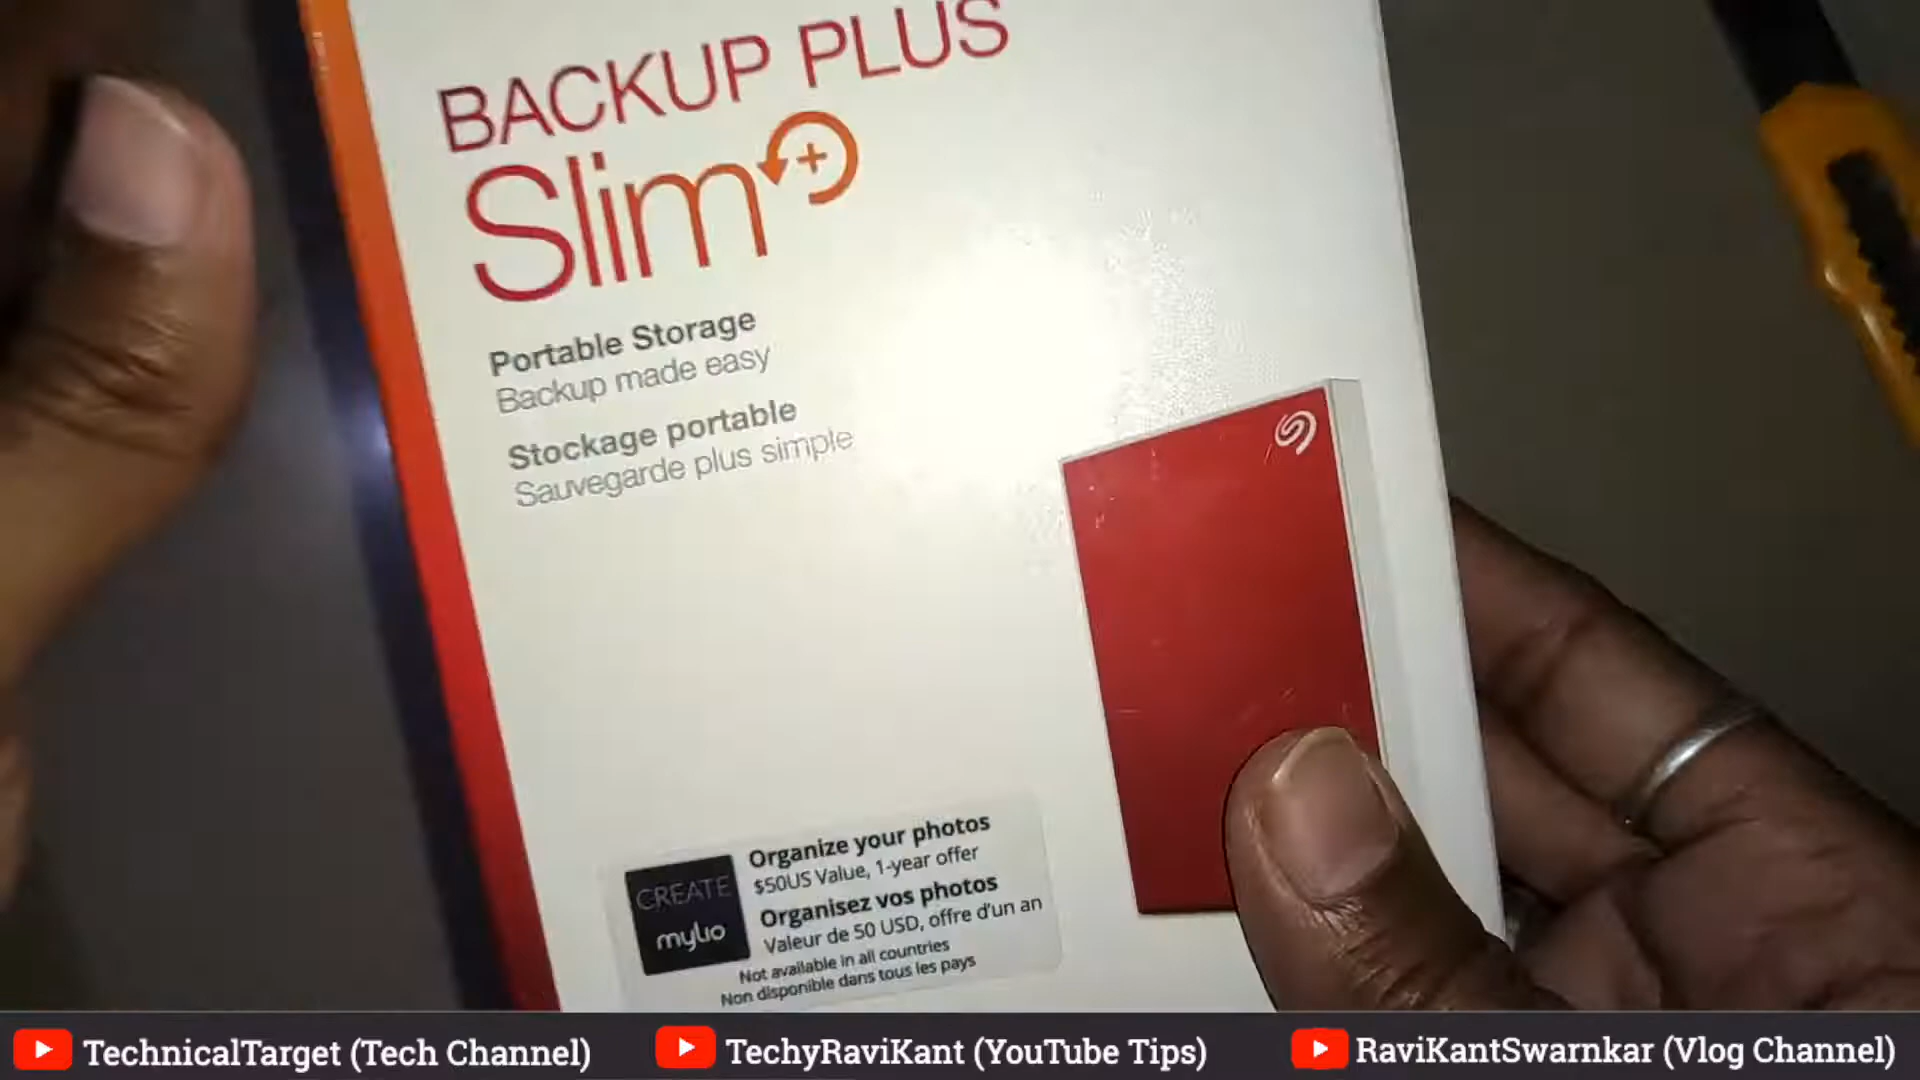 BACKUP PLUS
Slim
Portable Storage
Backup made easy
Stockage portable
Sauvegarde plus simple
CREATE
mylio
Organize your photos
$50US Value, 1-year offer
Organisez vos photos
Valeur de 50 USD, offre d'un an
Not available in all countries
Non disponible dans tous les pays
TechnicalTarget (Tech Channel)
TechyRaviKant (YouTube Tips)
RaviKantSwarnkar (Vlog Channel)